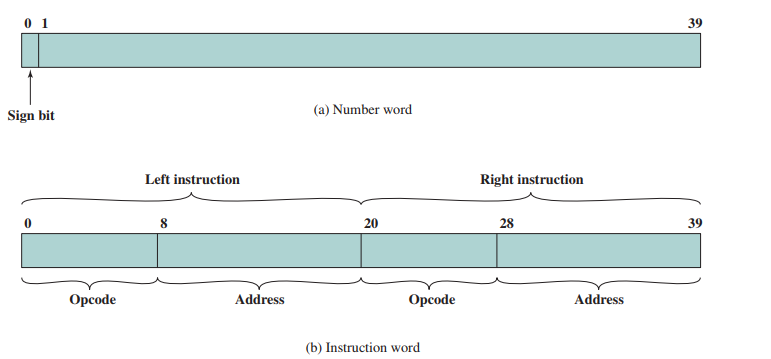 0 1 39
Sign bit
(a) Number word
Left instruction Right instruction
0 8 20 28 39
Opcode Address Opcode Address
(b) Instruction word